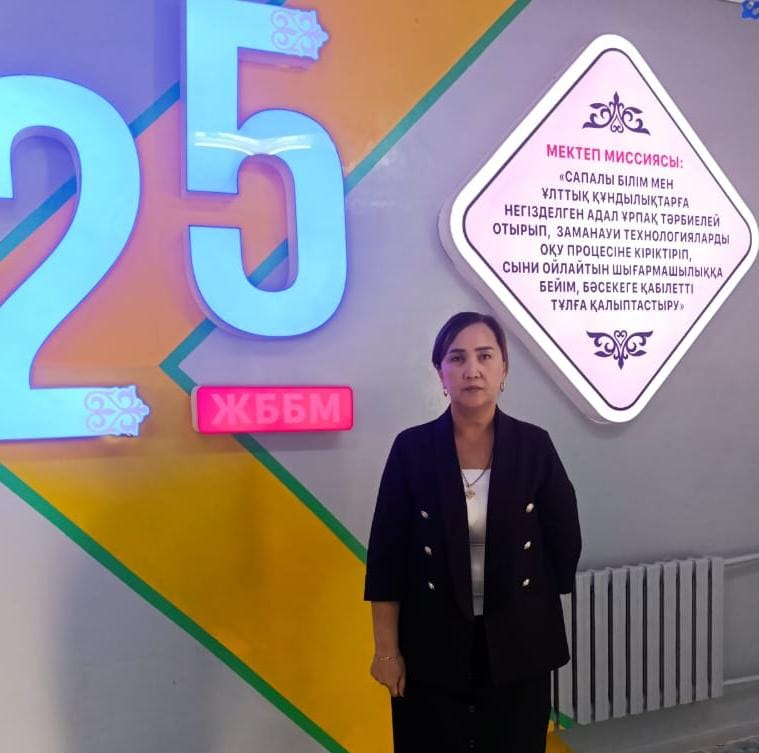 25
ЖББМ
МЕКТЕП МИССИЯСЫ:
«САПАЛЫ БІЛІМ МЕН
ҰЛТТЫҚ ҚҰНДЫЛЫҚТАРҒА
НЕГІЗДЕЛГЕН АДАЛ ҰРПАҚ ТӘРБИЕЛЕЙ
ОТЫРЫП, ЗАМАНАУИ ТЕХНОЛОГИЯЛАРДЫ
ОҚУ ПРОЦЕСІНЕ КІРІКТІРІП,
СЫНИ ОЙЛАЙТЫН ШЫҒАРМАШЫЛЫҚҚА
БЕЙІМ, БӘСЕКЕГЕ ҚАБІЛЕТТІ
ТҰЛҒА ҚАЛЫПТАСТЫРУ»